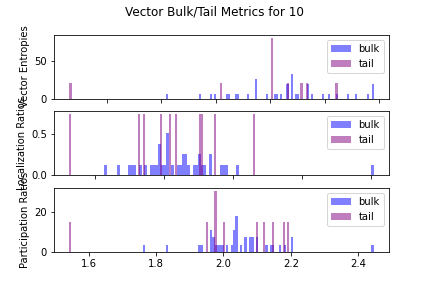 Vector Bulk/Tail Metrics for 10
Vector Entropies
50
0
bulk
tail
Localization Ratios
0.5
0.0
bulk
tail
Participation Ratios
20
0
bulk
tail
1.6
1.8
2.0
2.2
2.4